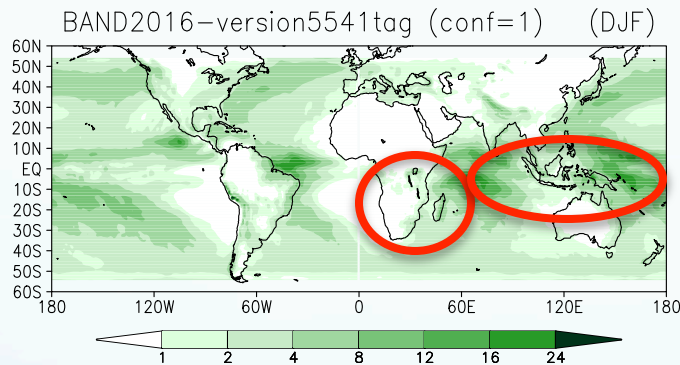 BAND2016-version5541tag (conf=1) (DJF)
60N
50N
40N
30N
20N
10N
EQ
10S
20S
30S
40S
50S
60S
180 120W 60W 0 60E 120E 180
1 2 4 8 12 16 24